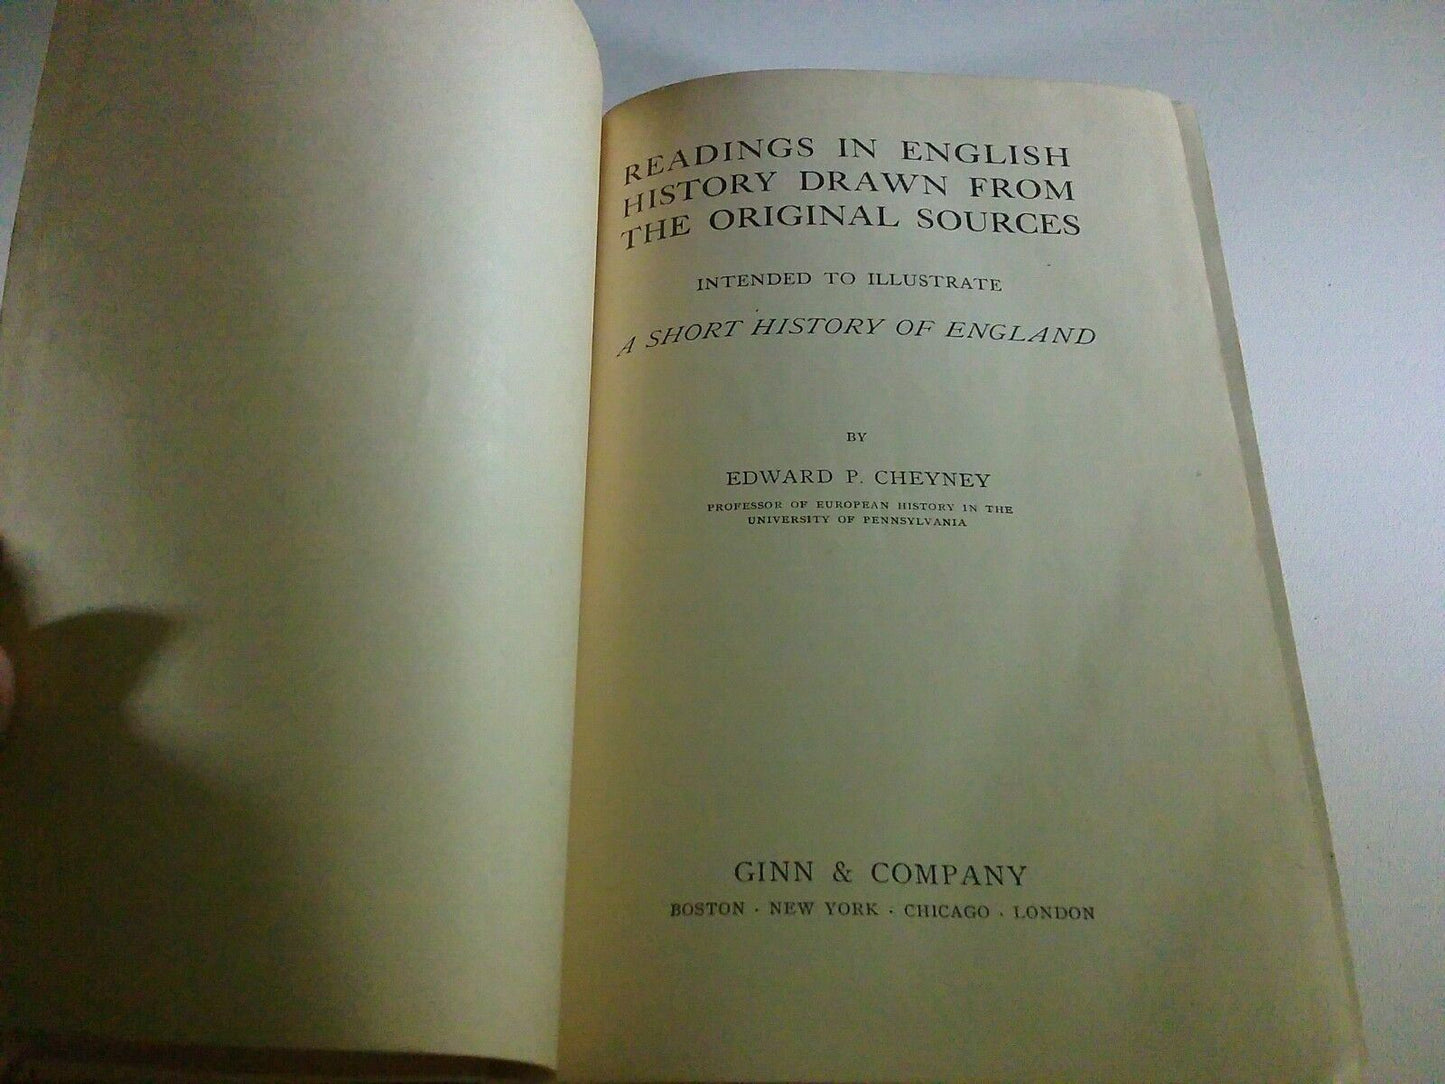 READINGS IN ENGLISH
HISTORY DRAWN FROM
THE ORIGINAL SOURCES
INTENDED TO ILLUSTRATE
A SHORT HISTORY OF ENGLAND
BY
EDWARD P. CHEYNEY
PROFESSOR OF EUROPEAN HISTORY IN THE
UNIVERSITY OF PENNSYLVANIA
GINN & COMPANY
BOSTON · NEW YORK · CHICAGO · LONDON